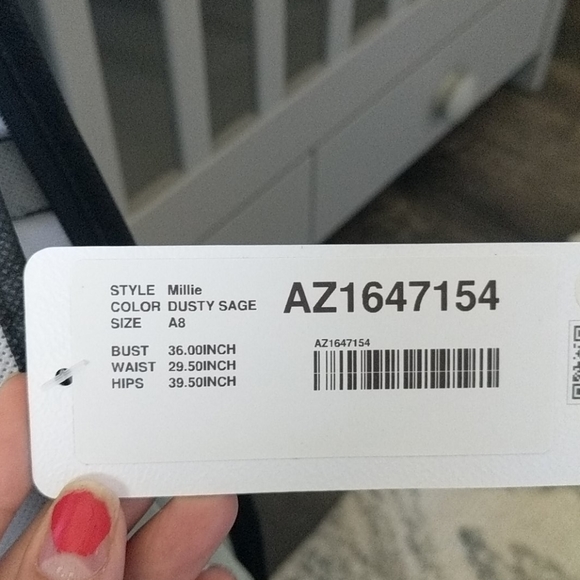 STYLE Millie
COLOR DUSTY SAGE
SIZE A8
BUST 36.00INCH
WAIST 29.50INCH
HIPS 39.50INCH
AZ1647154
AZ1647154